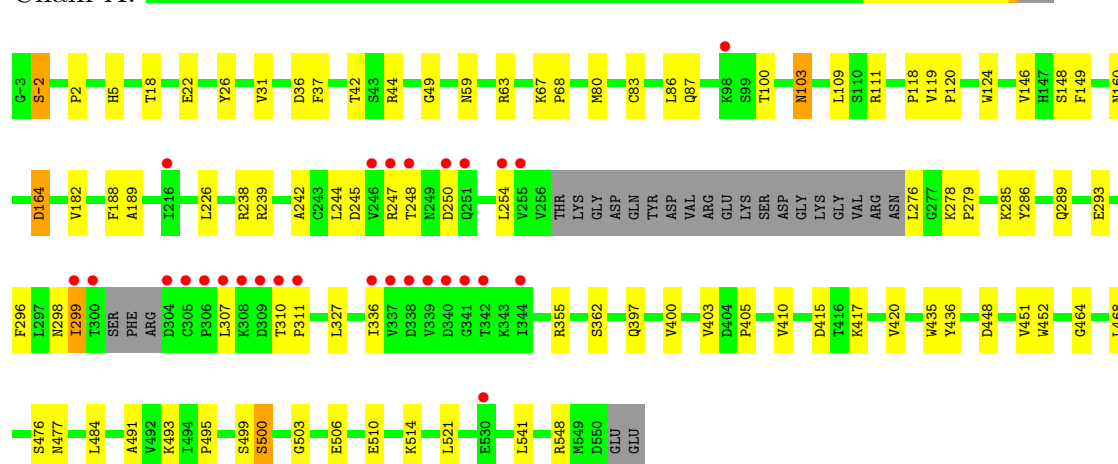 G-3 S-2 P2 H5 T18 E22 Y26 V31 D36 F37 T42 S43 R44 G49 N59 R63 K67 P68 M80 C83 L86 Q87 K98 S99 T100 N103 L109 S110 R111 P118 V119 P120 W124 V146 H147 S148 F149 N160
D164 V182 F188 A189 I216 L226 R238 R239 A242 C243 L244 D245 V246 R247 T248 N249 D250 Q251 L254 V255 V256 THR LYS GLY ASP GLN TYR ASP VAL ARG GLU LYS SER ASP GLY LYS GLY VAL ARG ASN L276 G277 K278 P279 K285 Y286 Q289 E293
F296 L297 N298 I299 T300 SER PHE ARG D304 C305 P306 L307 K308 D309 T310 P311 L327 I336 V337 D338 V339 D340 G341 T342 K343 I344 R355 S362 Q397 V400 V403 D404 P405 V410 D415 T416 K417 V420 W435 Y436 D448 V451 W452 G464
S476 N477 L484 A491 V492 K493 I494 P495 S499 S500 G503 E506 E510 K514 L521 E530 L541 R548 M549 D550 GLU GLU